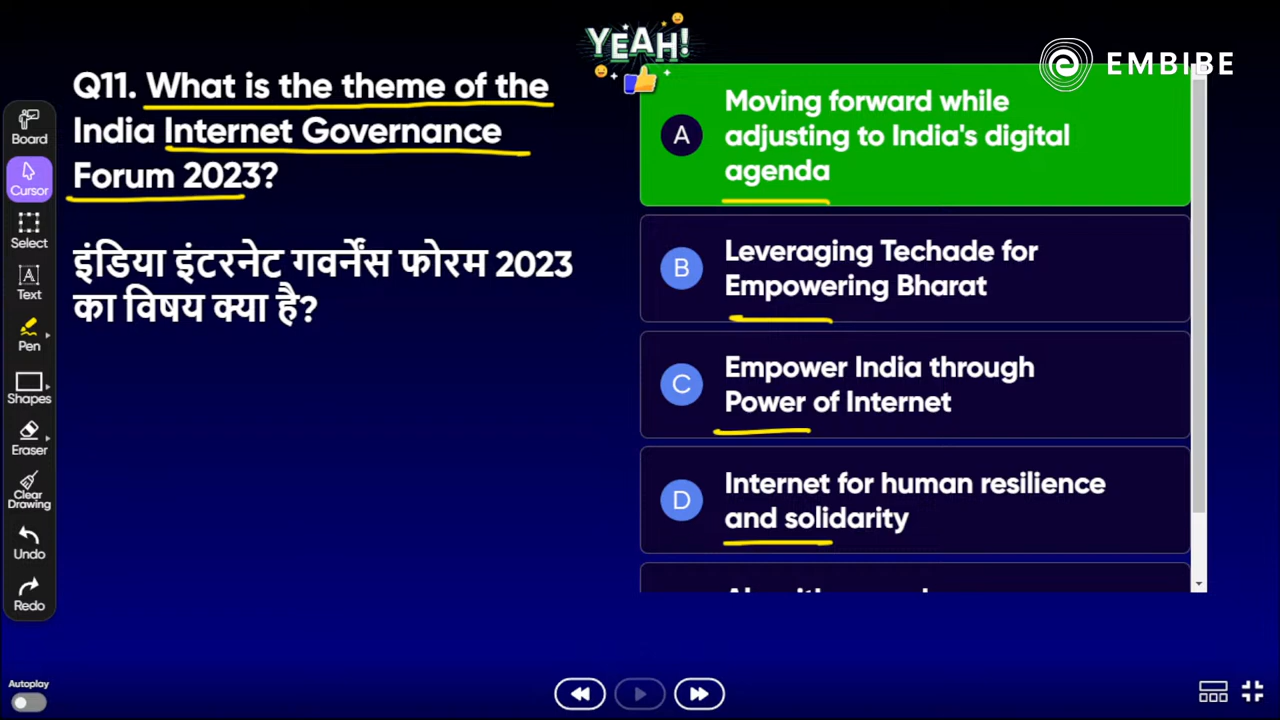 YEAH!
EMBIBE
Q11. What is the theme of the
India Internet Governance
Forum 2023?
इंडिया इंटरनेट गवर्नेंस फोरम 2023
का विषय क्या है?
A
Moving forward while
adjusting to India's digital
agenda
B
Leveraging Techade for
Empowering Bharat
C
Empower India through
Power of Internet
D
Internet for human resilience
and solidarity
Board
Cursor
Select
A
Text
Pen
Shapes
Eraser
Clear
Drawing
Undo
Redo
Autoplay